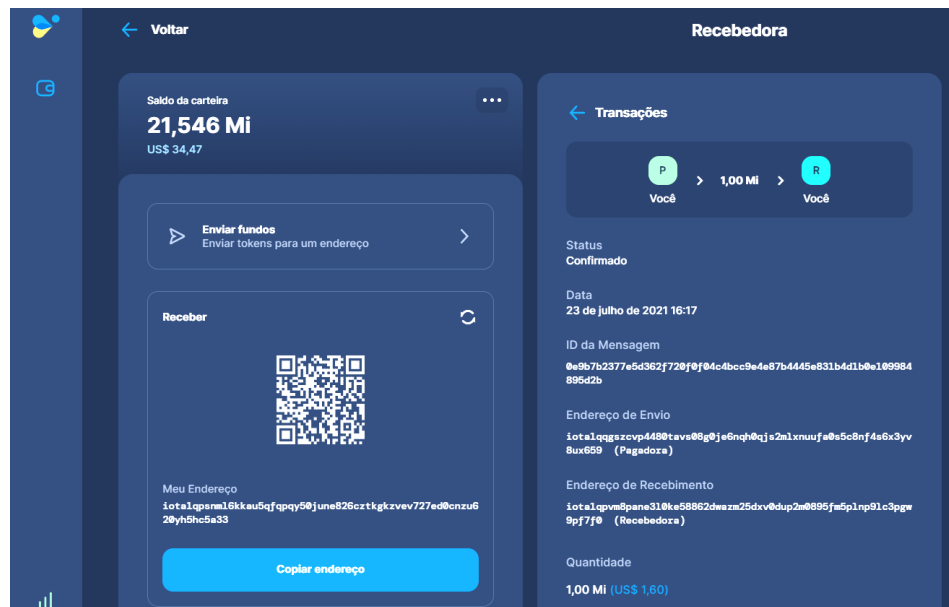 Voltar
Recebedora
Saldo da carteira
21,546 Mi
US$ 34,47
Enviar fundos
Enviar tokens para um endereço
Receber
Meu Endereço
iota1qpsnml6kkau5qfqpqy50june826cztkgkzvev727ed0cnzu6
20yh5hc5a33
Copiar endereço
Transações
P
1,00 Mi
R
Você
Você
Status
Confirmado
Data
23 de julho de 2021 16:17
ID da Mensagem
0e9b7b2377e5d362f720f0f04c4bcc9e4e87b4445e831b4d1b0e109984
895d2b
Endereço de Envio
iota1qqgszcvp4480tavs08g0je6nqh0qjs2mlxnuufa0s5c8nf4s6x3yv
8ux659 (Pagadora)
Endereço de Recebimento
iota1qpvm8pane3l0ke58862dwazm25dxv0dup2m0895fm5plnp9lc3pgw
9pf7f0 (Recebedora)
Quantidade
1,00 Mi (US$ 1,60)